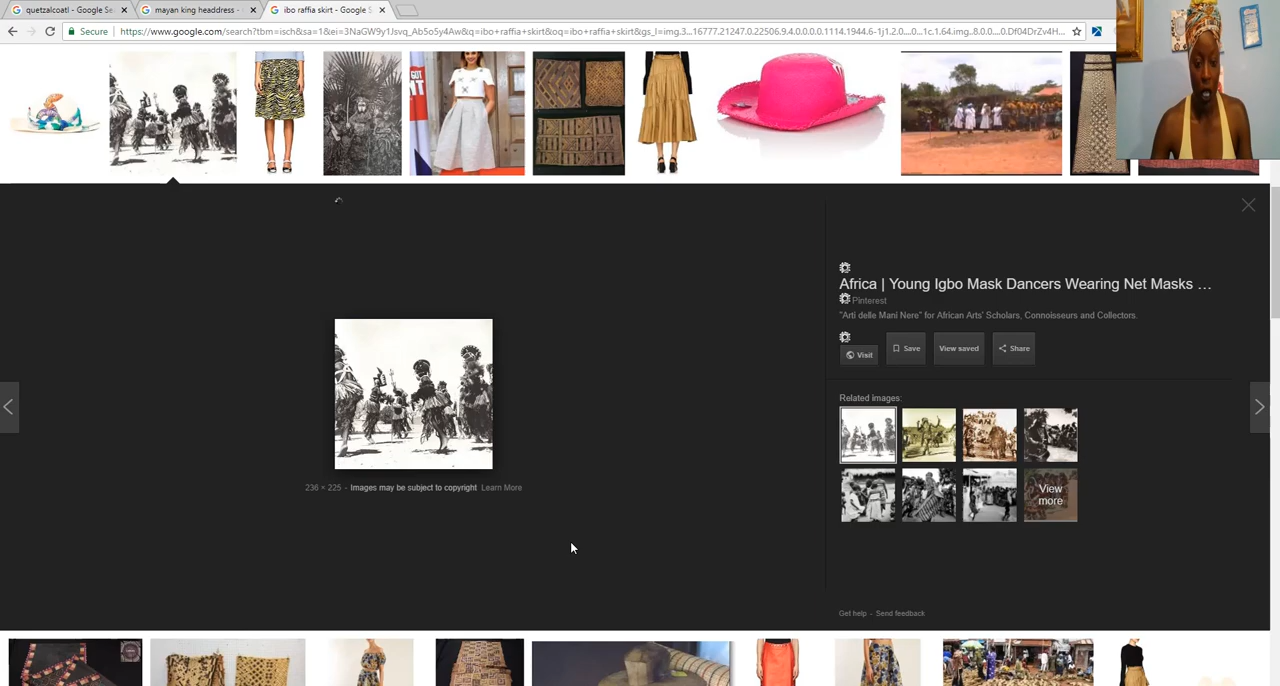 quetzalcoatl - Google Se
mayan king headdress -
ibo raffia skirt - Google S
Secure
https://www.google.com/search?tbm=isch&sa=1&ei=3NaGW9y1Jsvq_Ab5o5y4Aw&q=ibo+raffia+skirt&oq=ibo+raffia+skirt&gs_l=img.3...16777.21247.0.22506.9.4.0.0.0.0.1114.1944.6-1j1.2.0....0...1c.1.64.img..8.0.0....0.Df04DrZv4H...
Africa | Young Igbo Mask Dancers Wearing Net Masks ...
Pinterest
"Arti delle Mani Nere" for African Arts' Scholars, Connoisseurs and Collectors.
Visit
Save
View saved
Share
Related images:
View more
236 × 225 - Images may be subject to copyright Learn More
Get help - Send feedback